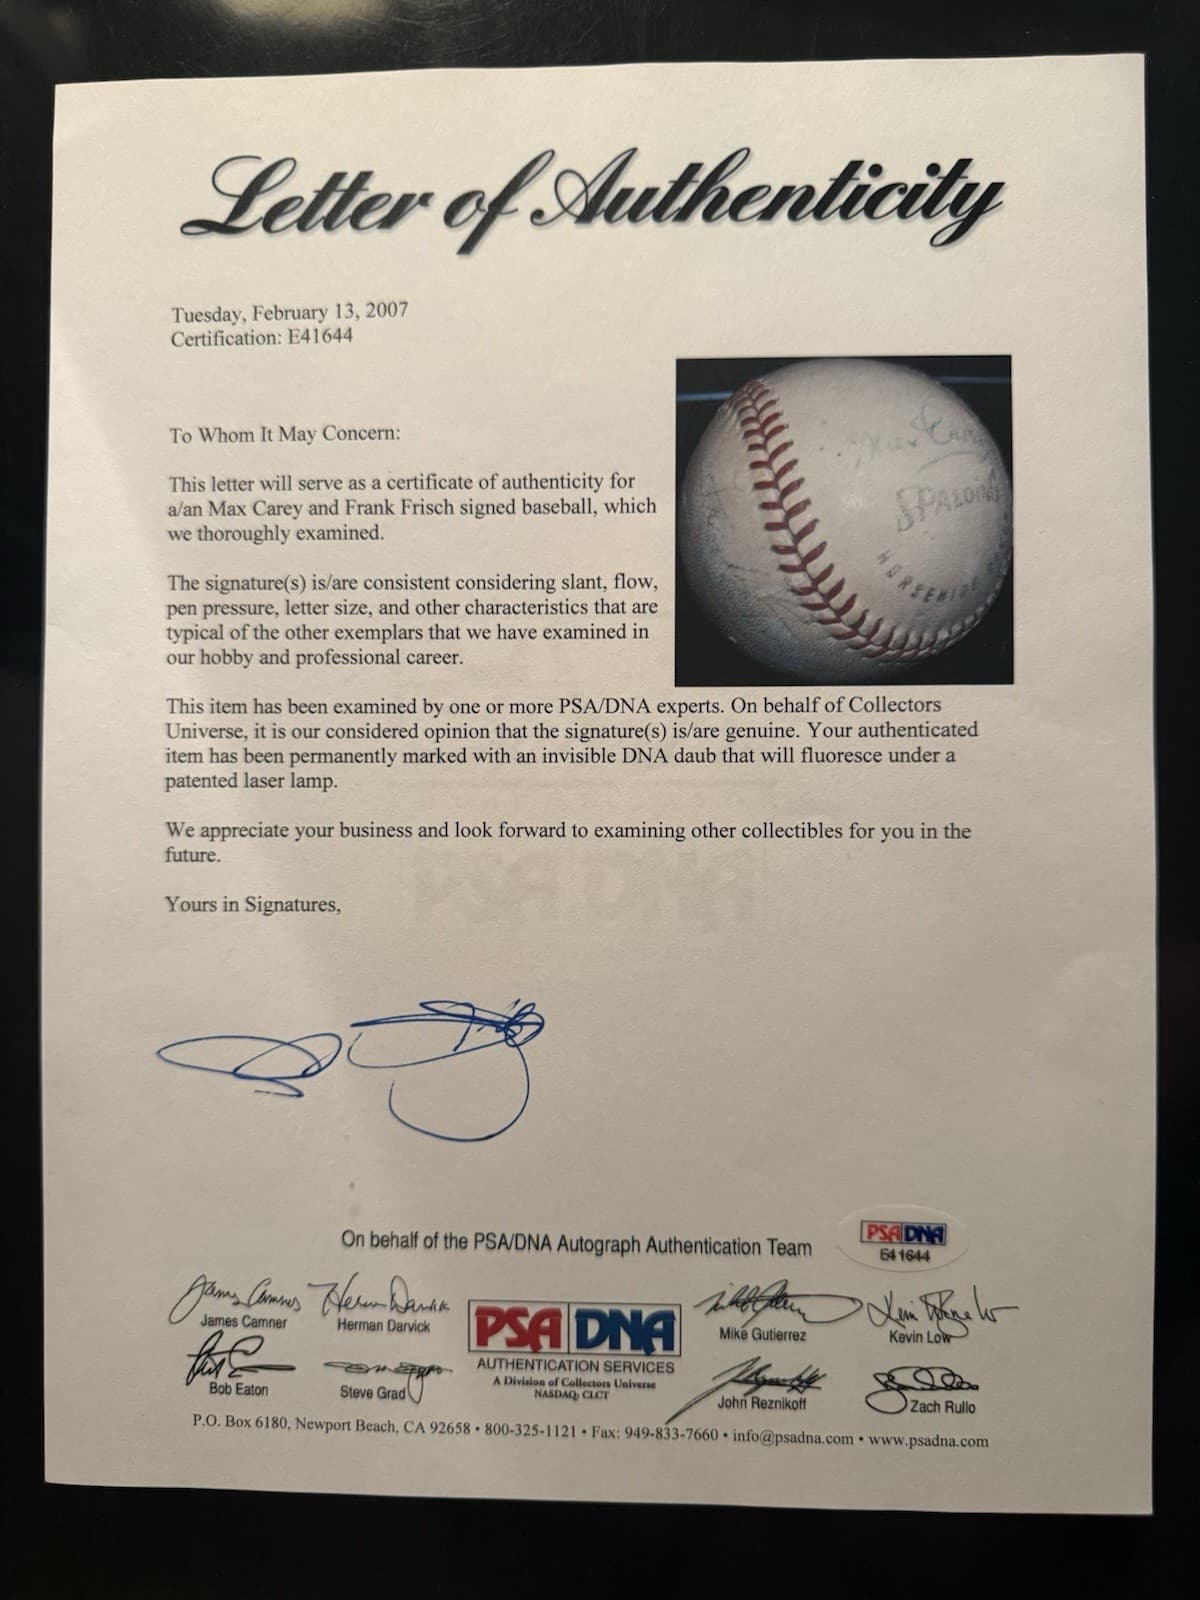 Letter of Authenticity
Tuesday, February 13, 2007
Certification: E41644
To Whom It May Concern:
This letter will serve as a certificate of authenticity for
a/an Max Carey and Frank Frisch signed baseball, which
we thoroughly examined.
Max Carey
SPALDING
HORSEHIDE
The signature(s) is/are consistent considering slant, flow,
pen pressure, letter size, and other characteristics that are
typical of the other exemplars that we have examined in
our hobby and professional career.
This item has been examined by one or more PSA/DNA experts. On behalf of Collectors
Universe, it is our considered opinion that the signature(s) is/are genuine. Your authenticated
item has been permanently marked with an invisible DNA daub that will fluoresce under a
patented laser lamp.
We appreciate your business and look forward to examining other collectibles for you in the
future.
Yours in Signatures,
On behalf of the PSA/DNA Autograph Authentication Team
PSA DNA
E41644
James Camner
Herman Darvick
James Camner
Herman Darvick
Bob Eaton
Steve Grad
PSA DNA
AUTHENTICATION SERVICES
A Division of Collectors Universe
NASDAQ: CLCT
Mike Gutierrez
Kevin Low
John Reznikoff
Zach Rullo
P.O. Box 6180, Newport Beach, CA 92658 • 800-325-1121 • Fax: 949-833-7660 • info@psadna.com • www.psadna.com